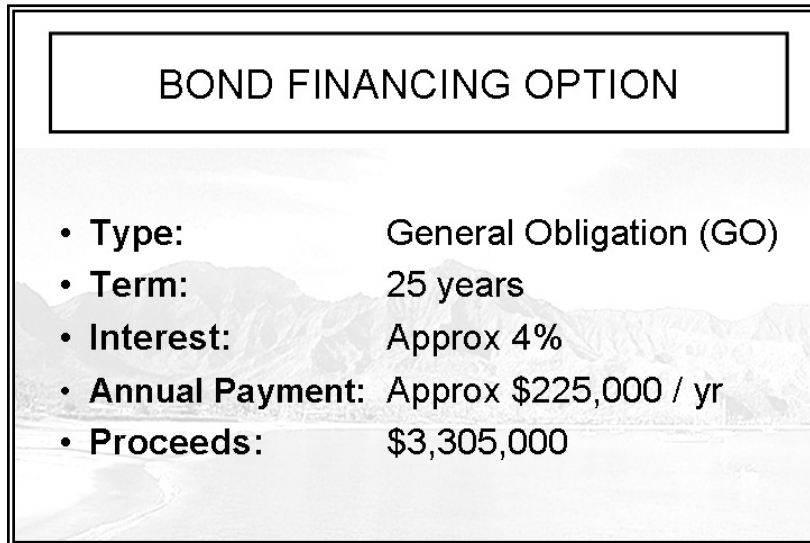 BOND FINANCING OPTION
• Type: General Obligation (GO)
• Term: 25 years
• Interest: Approx 4%
• Annual Payment: Approx $225,000 / yr
• Proceeds: $3,305,000